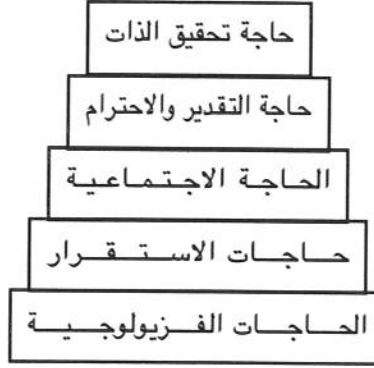 حاجة تحقيق الذات
حاجة التقدير والاحترام
الحاجة الاجتماعية
حاجات الاستقرار
الحاجات الفزيولوجية